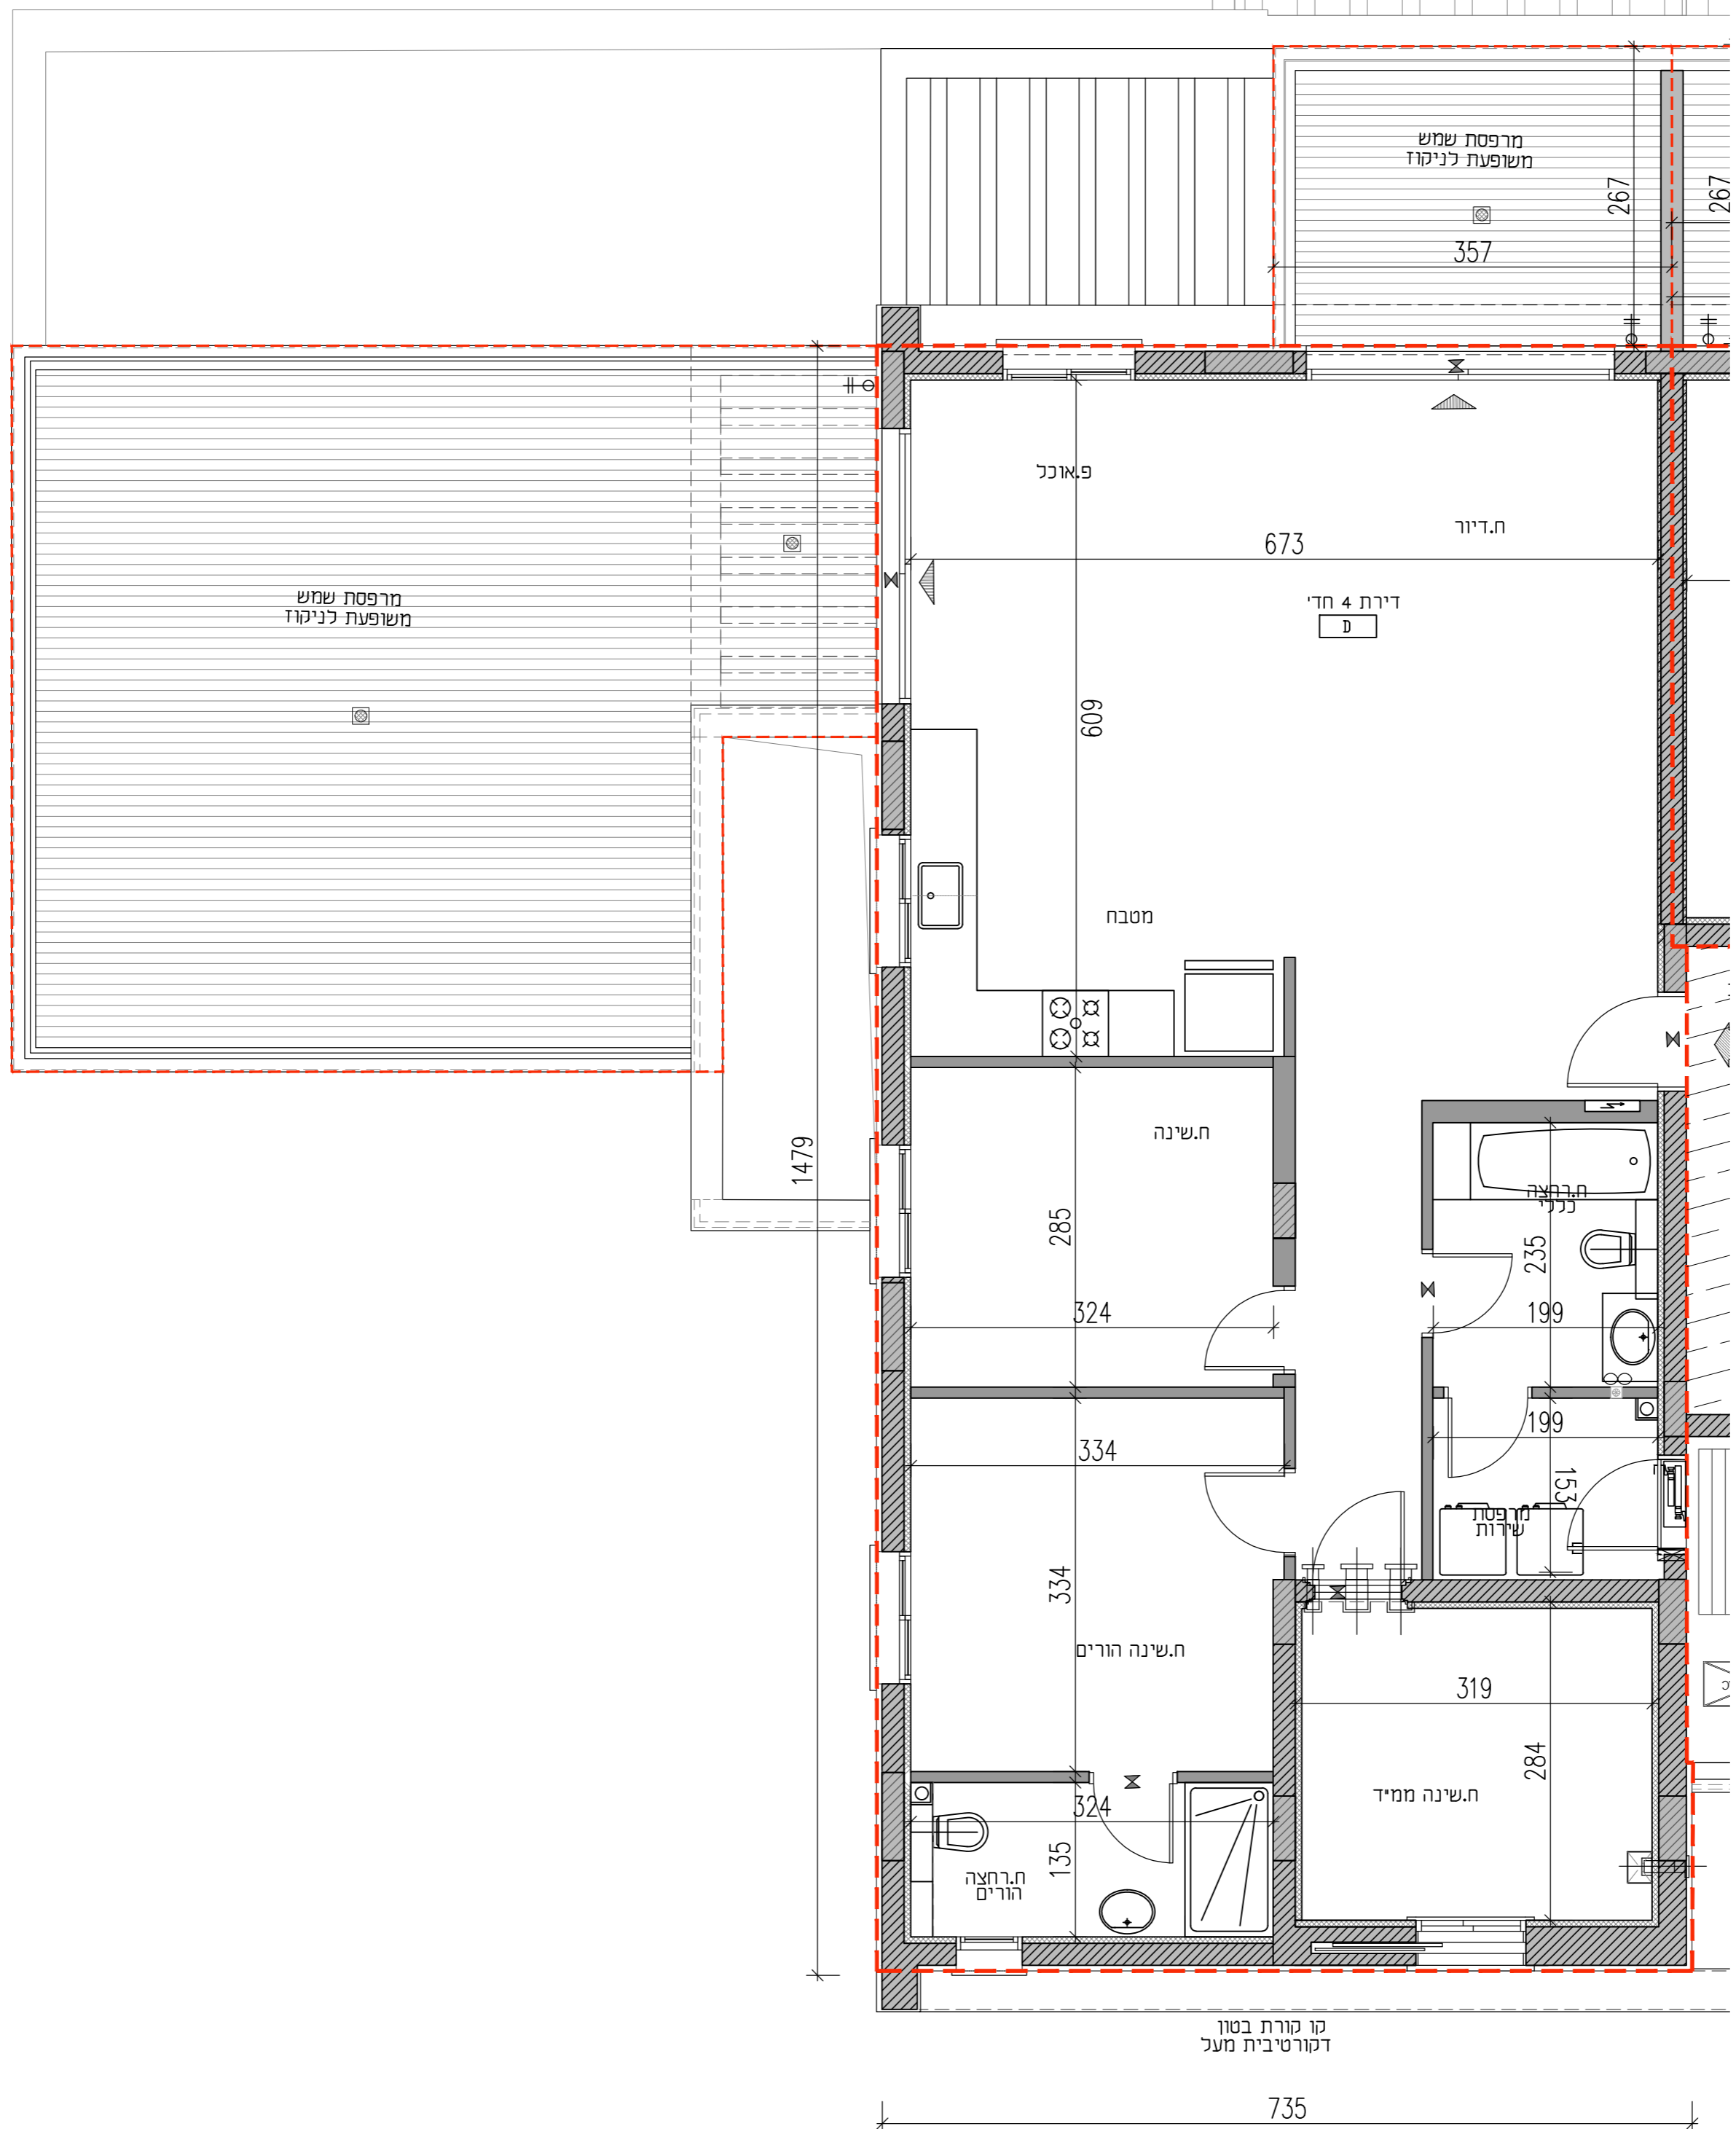 מרפסת שמש
משופעת לניקוז
267
267
357
פ.אוכל
ח.דיור
673
דירת 4 חד'
D
מרפסת שמש
משופעת לניקוז
609
מטבח
ח.שינה
1479
ח.רחצה
כללי
285
235
324
199
199
334
153
מרפסת
שירות
334
ח.שינה הורים
319
284
ח.שינה ממ"ד
324
135
ח.רחצה
הורים
קו קורת בטון
דקורטיבית מעל
735